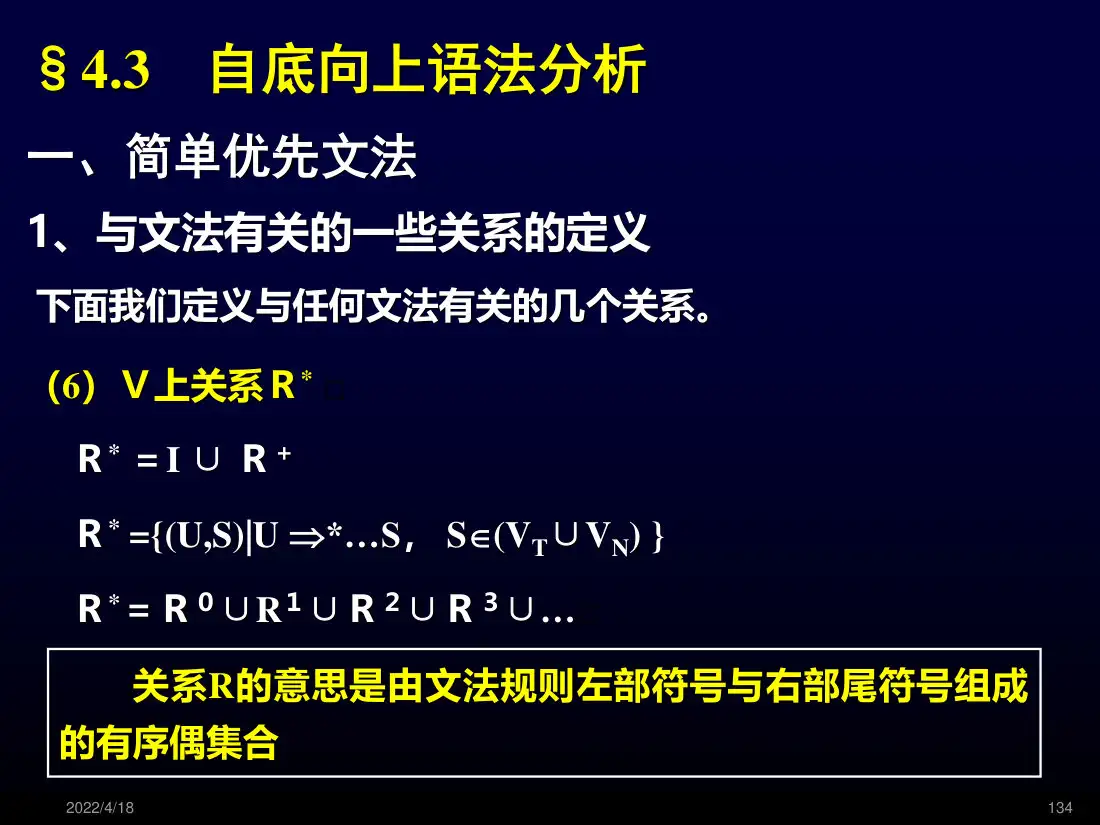 §4.3 自底向上语法分析
一、简单优先文法
1、与文法有关的一些关系的定义
下面我们定义与任何文法有关的几个关系。
(6) V上关系R*
R* = I ∪ R+
R*={(U,S)|U ⇒*…S, S∈(VT∪VN) }
R*= R0∪R1∪R2∪R3∪…
关系R的意思是由文法规则左部符号与右部尾符号组成
的有序偶集合
2022/4/18
134